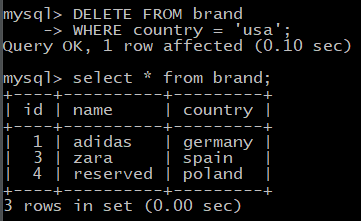 mysql> DELETE FROM brand
    -> WHERE country = 'usa';
Query OK, 1 row affected (0.10 sec)
mysql> select * from brand;
+----+----------+---------+
| id | name     | country |
+----+----------+---------+
|  1 | adidas   | germany |
|  3 | zara     | spain   |
|  4 | reserved | poland  |
+----+----------+---------+
3 rows in set (0.00 sec)